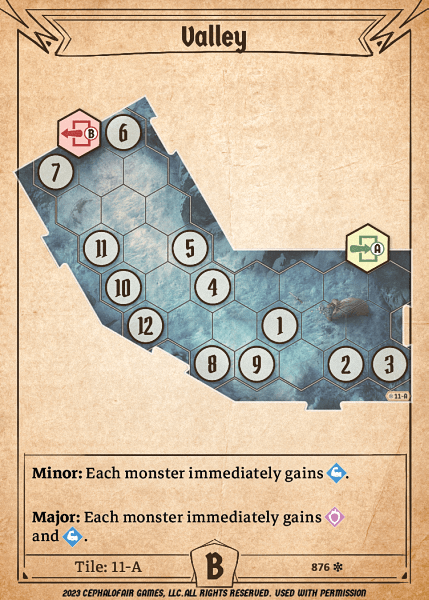 Valley
B
6
7
A
11
5
10
4
12
1
8
9
2
3
11-A
Minor: Each monster immediately gains .
Major: Each monster immediately gains
and .
Tile: 11-A
B
876
2023 CEPHALOFAIR GAMES, LLC. ALL RIGHTS RESERVED. USED WITH PERMISSION